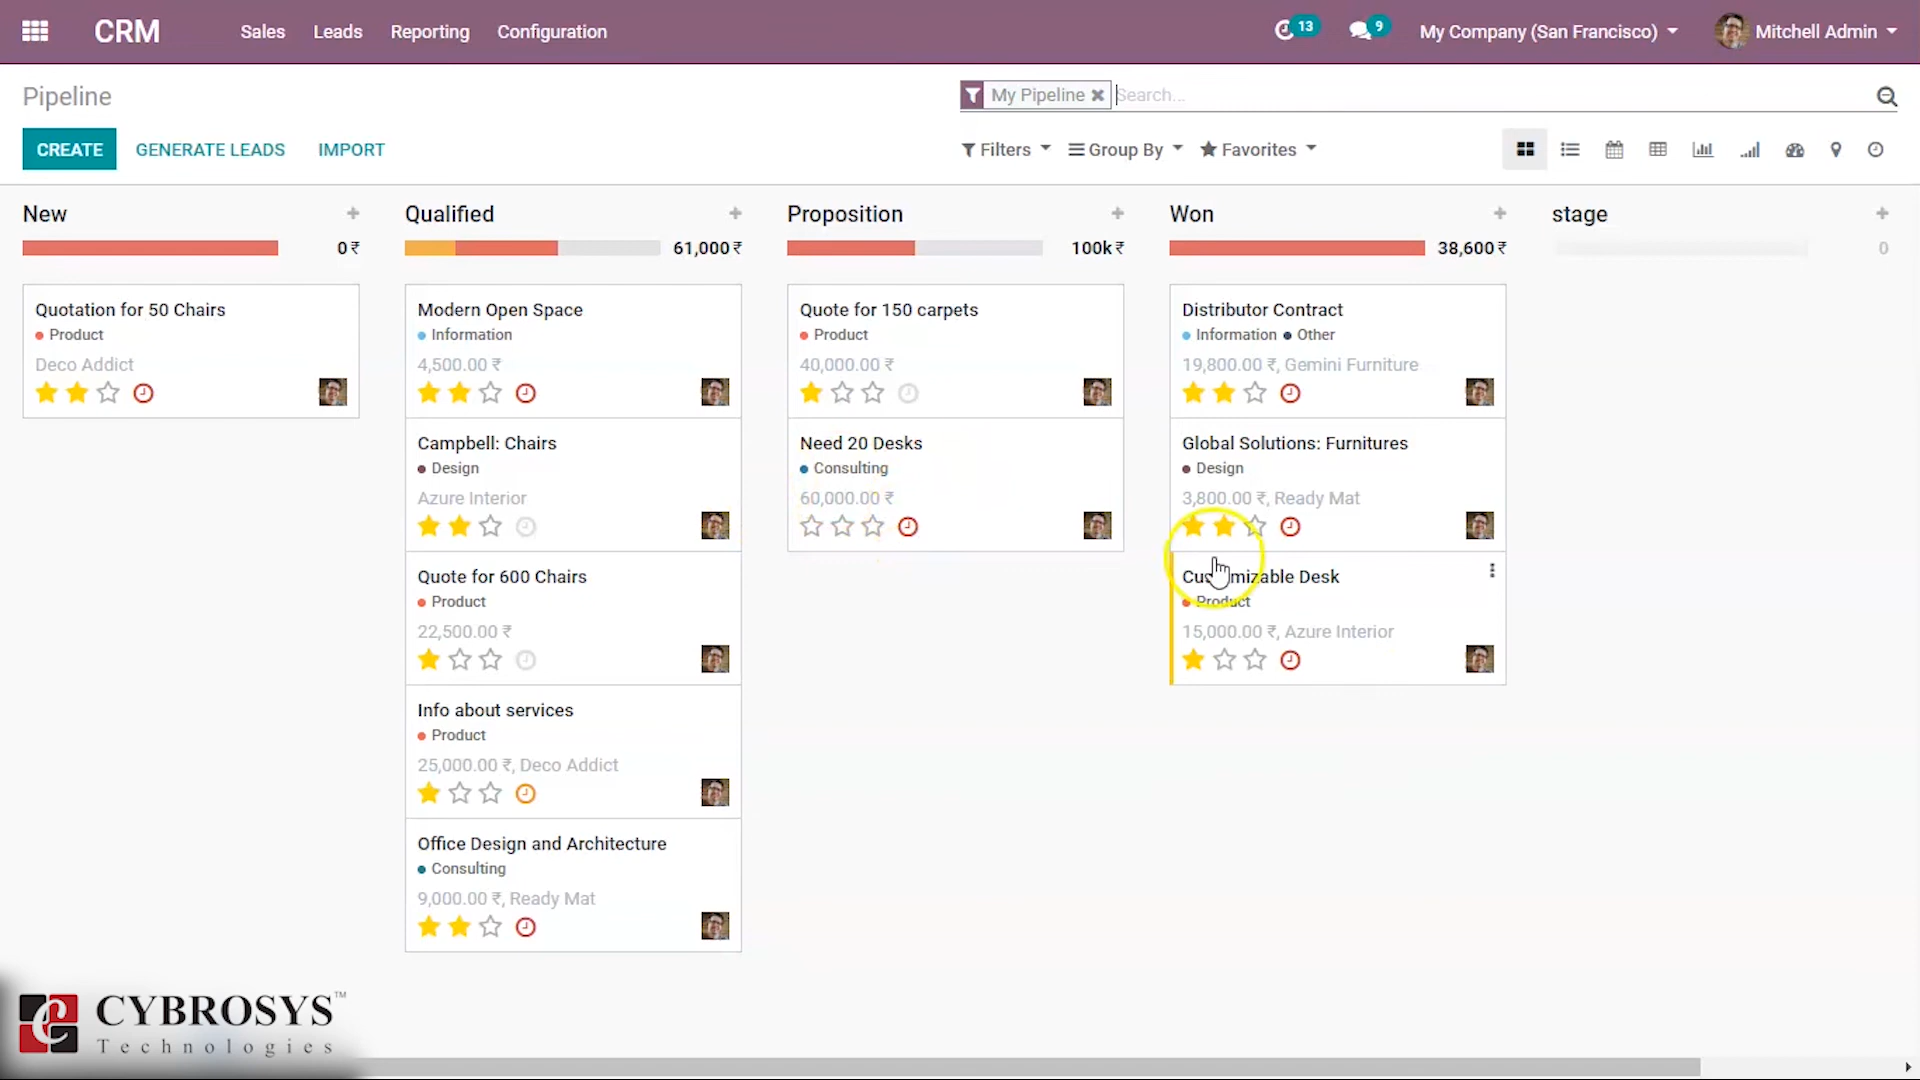 CRM
Sales
Leads
Reporting
Configuration
13
9
My Company (San Francisco)
Mitchell Admin
Pipeline
My Pipeline
Search...
CREATE
GENERATE LEADS
IMPORT
Filters
Group By
Favorites
New
0 ₹
Quotation for 50 Chairs
Product
Deco Addict
Qualified
61,000 ₹
Modern Open Space
Information
4,500.00 ₹
Campbell: Chairs
Design
Azure Interior
Quote for 600 Chairs
Product
22,500.00 ₹
Info about services
Product
25,000.00 ₹, Deco Addict
Office Design and Architecture
Consulting
9,000.00 ₹, Ready Mat
Proposition
100k ₹
Quote for 150 carpets
Product
40,000.00 ₹
Need 20 Desks
Consulting
60,000.00 ₹
Won
38,600 ₹
Distributor Contract
Information Other
19,800.00 ₹, Gemini Furniture
Global Solutions: Furnitures
Design
3,800.00 ₹, Ready Mat
Customizable Desk
Product
15,000.00 ₹, Azure Interior
stage
0
CYBROSYS™
Technologies